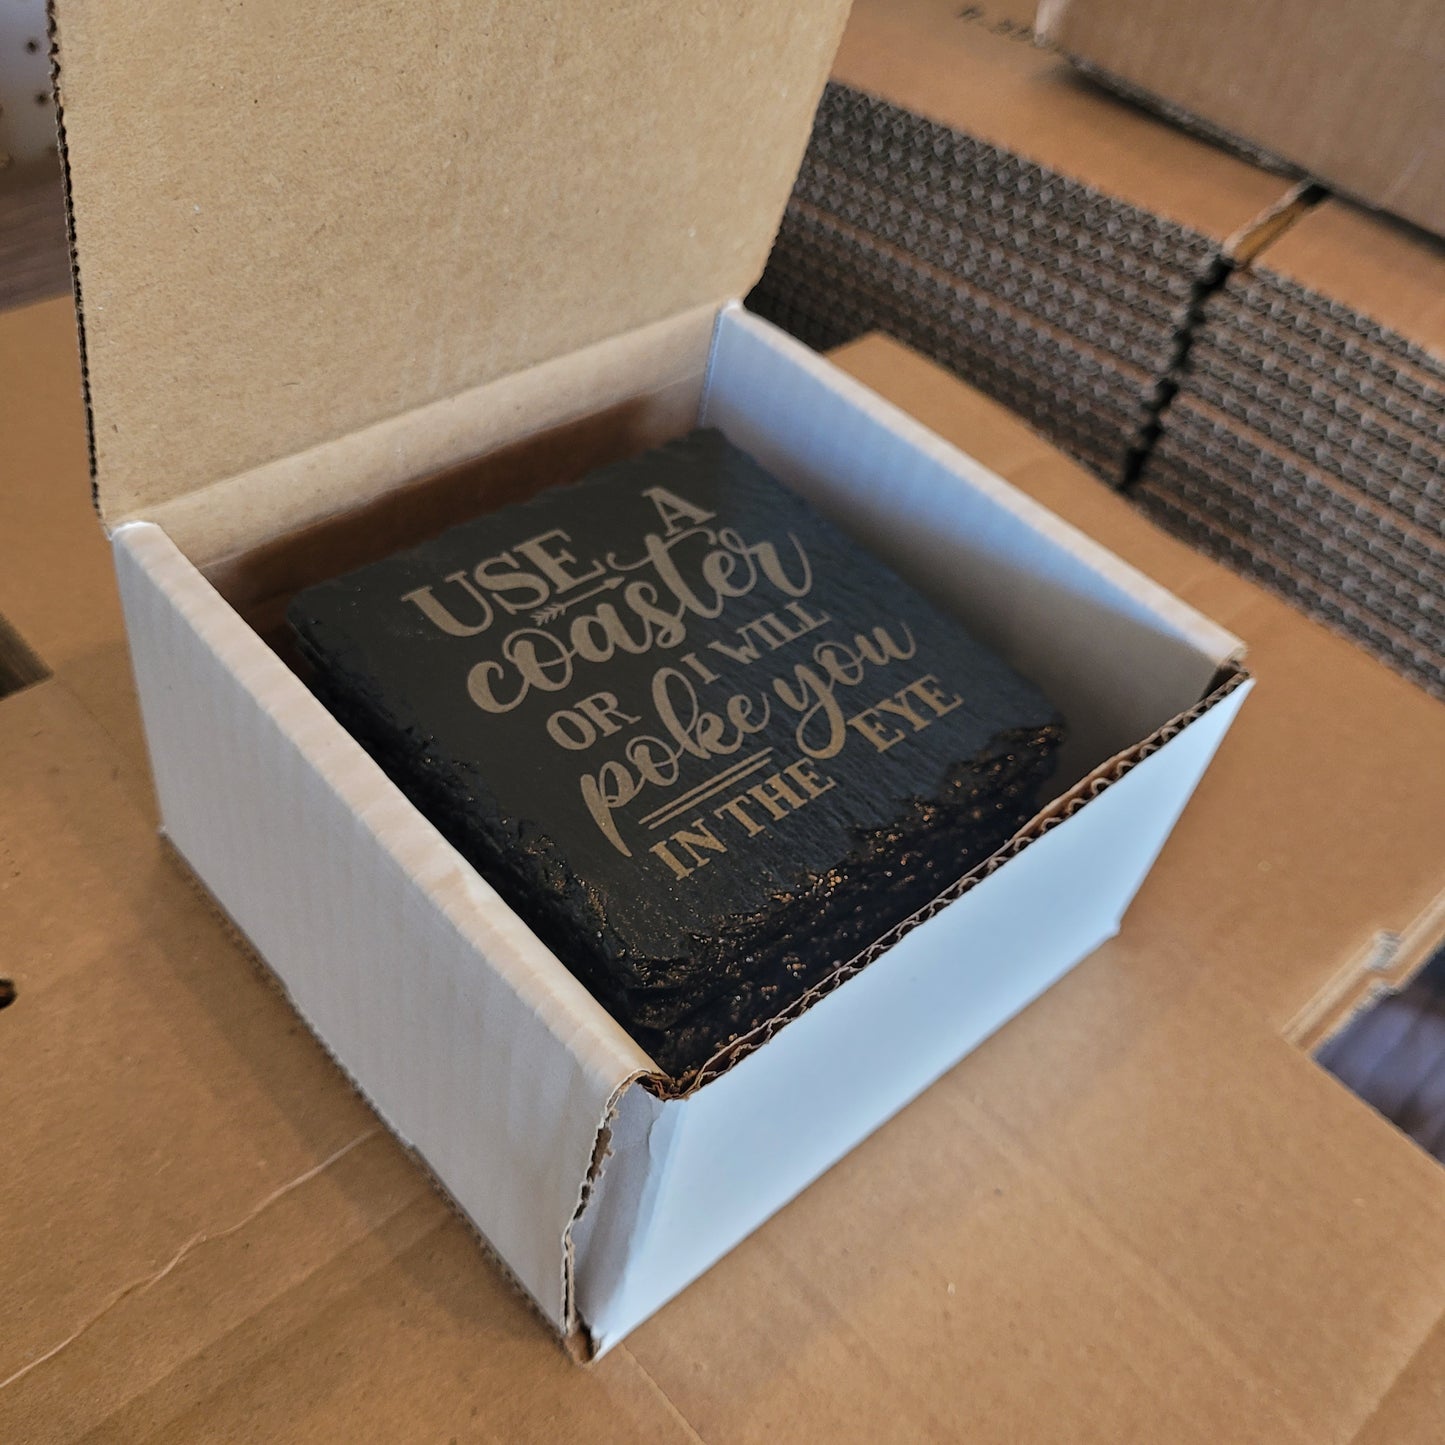 USE A
coaster
OR I WILL
poke you
IN THE EYE